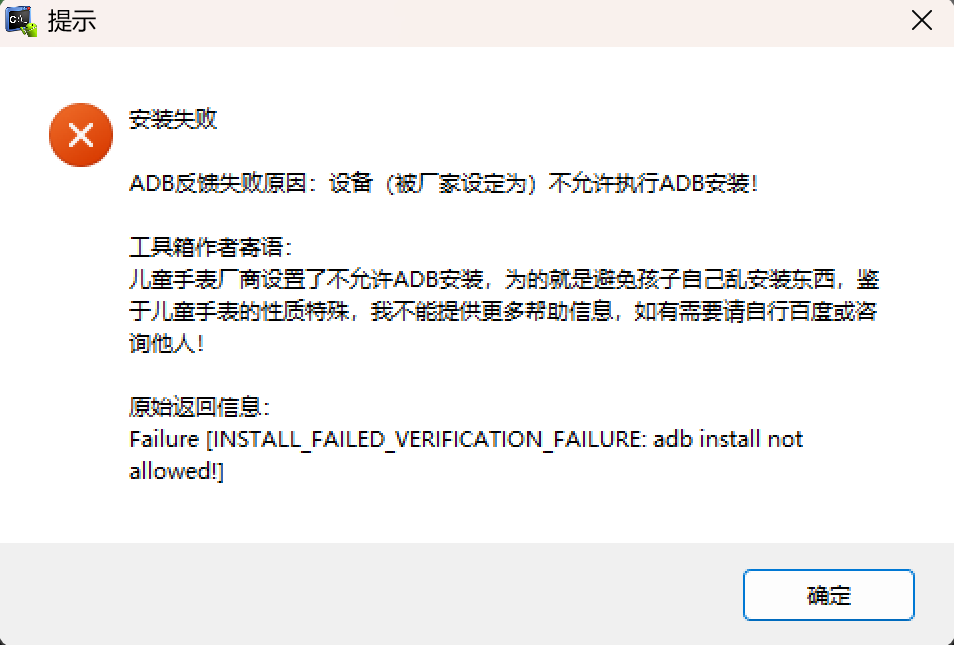 提示
安装失败
ADB反馈失败原因：设备（被厂家设定为）不允许执行ADB安装！
工具箱作者寄语：
儿童手表厂商设置了不允许ADB安装，为的就是避免孩子自己乱安装东西，鉴
于儿童手表的性质特殊，我不能提供更多帮助信息，如有需要请自行百度或咨
询他人！
原始返回信息：
Failure [INSTALL_FAILED_VERIFICATION_FAILURE: adb install not
allowed!]
确定